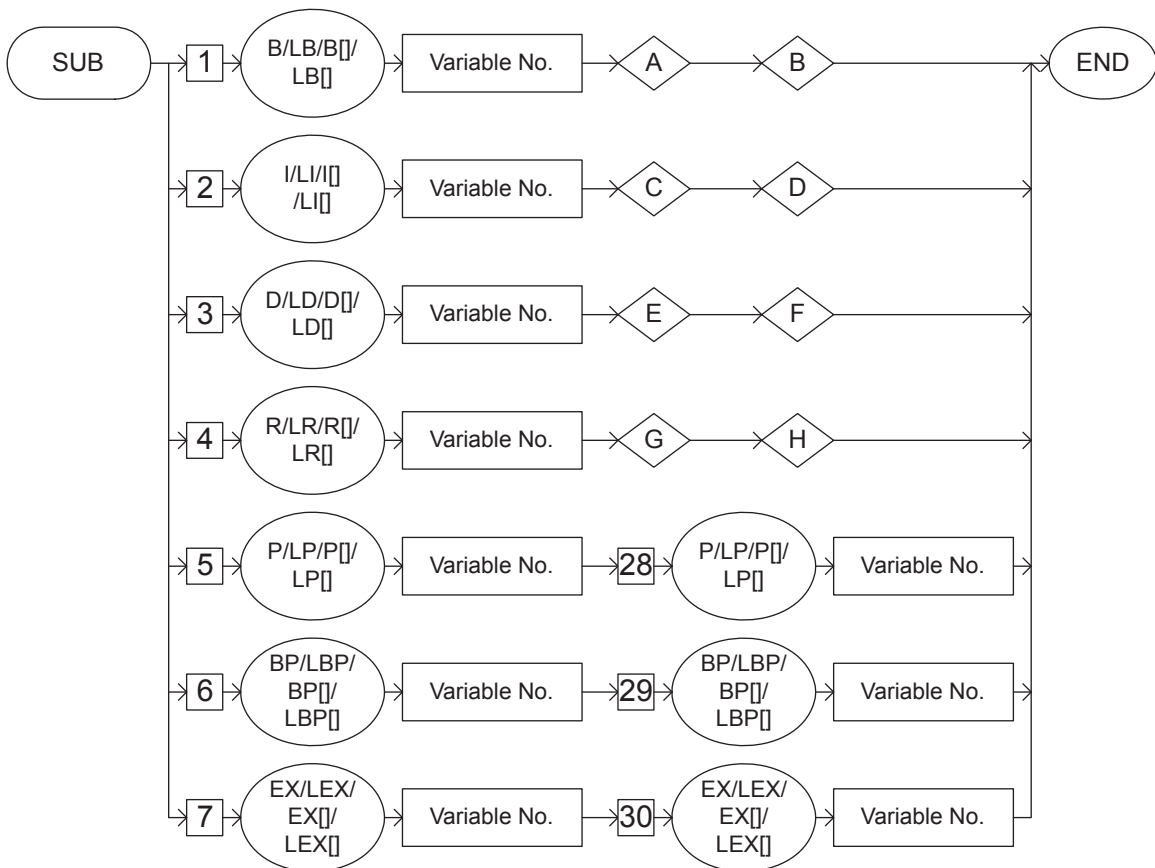 SUB
1
B/LB/B[]/
LB[]
Variable No.
A
B
END
2
I/LI/I[]
/LI[]
Variable No.
C
D
3
D/LD/D[]/
LD[]
Variable No.
E
F
4
R/LR/R[]/
LR[]
Variable No.
G
H
5
P/LP/P[]/
LP[]
Variable No.
28
P/LP/P[]/
LP[]
Variable No.
6
BP/LBP/
BP[]/
LBP[]
Variable No.
29
BP/LBP/
BP[]/
LBP[]
Variable No.
7
EX/LEX/
EX[]/
LEX[]
Variable No.
30
EX/LEX/
EX[]/
LEX[]
Variable No.